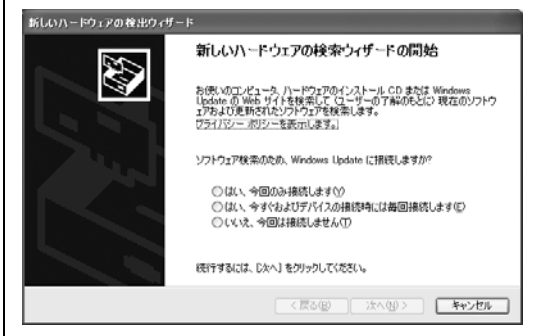 新しいハードウェアの検出ウィザード
新しいハードウェアの検索ウィザードの開始
お使いのコンピュータ、ハードウェアのインストール CD または Windows
Update の Web サイトを検索して (ユーザーの了解のもとに) 現在のソフトウ
ェアおよび更新されたソフトウェアを検索します。
プライバシー ポリシーを表示します。
ソフトウェア検索のため、Windows Update に接続しますか?
はい、今回のみ接続します(Y)
はい、今すぐおよびデバイスの接続時には毎回接続します(E)
いいえ、今回は接続しません(T)
続行するには、[次へ] をクリックしてください。
< 戻る(B) 次へ(N) > キャンセル